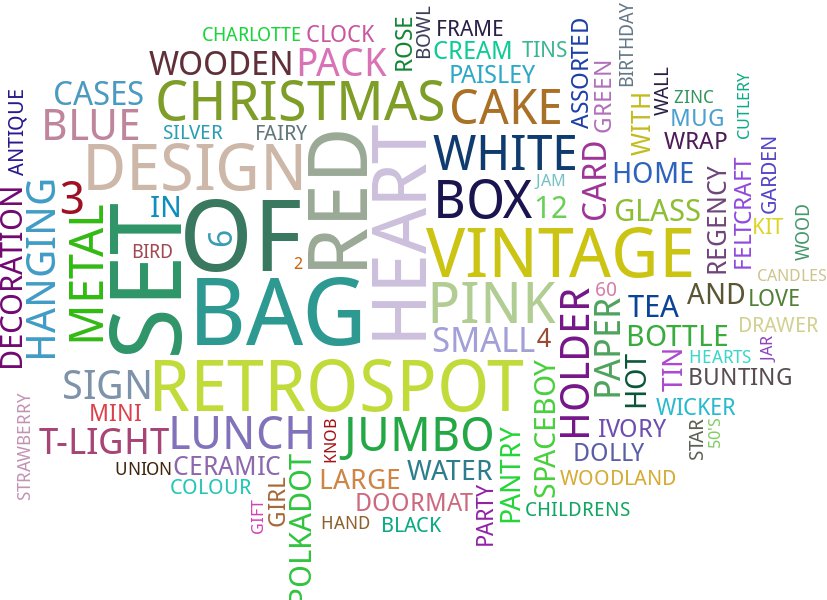 CHARLOTTE CLOCK
ROSE
BOWL
FRAME
CREAM TINS
PAISLEY
WOODEN PACK
CASES
CHRISTMAS
CAKE
ASSORTED
GREEN
BIRTHDAY
WITH
WALL
ZINC
MUG
WRAP
CUTLERY
ANTIQUE
BLUE
SILVER
FAIRY
DESIGN
RED
HEART
WHITE
BOX
JAM
12
CARD
HOME
GLASS
REGENCY
FELTCRAFT
GARDEN
KIT
WOOD
DECORATION
HANGING
3
METAL
IN
SET
OF
6
BIRD
2
BAG
VINTAGE
CANDLES
PINK
SMALL
4
HOLDER
60
PAPER
TEA
AND
LOVE
BOTTLE
DRAWER
JAR
HOT
TIN
HEARTS
BUNTING
SIGN
RETROSPOT
MINI
STRAWBERRY
T-LIGHT
LUNCH
KNOB
JUMBO
SPACEBOY
WICKER
IVORY
STAR
50'S
DOLLY
UNION
CERAMIC
COLOUR
GIFT
GIRL
POLKADOT
LARGE
WATER
DOORMAT
PARTY
PANTRY
WOODLAND
HAND
BLACK
CHILDRENS